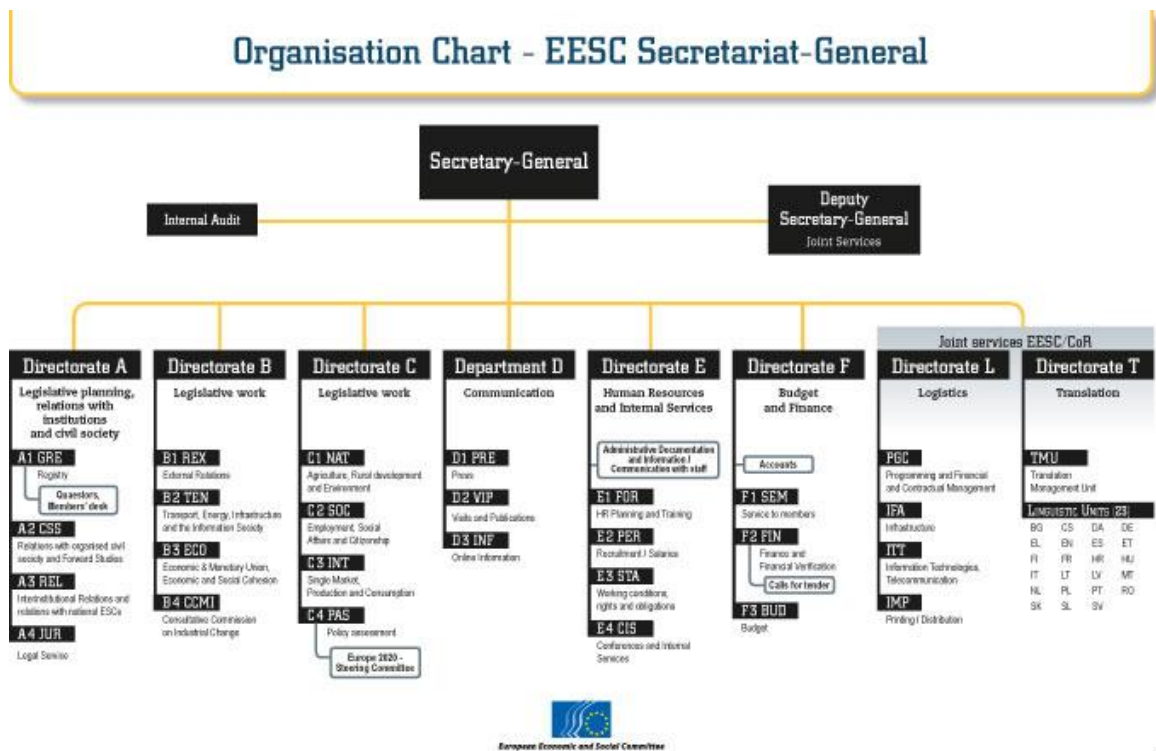 Organisation Chart - EESC Secretariat-General
Secretary-General
Internal Audit
Deputy
Secretary-General
Joint Services
Joint services EESC/CoR
Directorate A
Legislative planning,
relations with
institutions
and civil society
A1 GRE
Registry
Quaestors,
Members' desk
A2 CSS
Relations with organised civil
society and Forward Studies
A3 REL
Interinstitutional Relations and
relations with national ESCs
A4 JUR
Legal Service
Directorate B
Legislative work
B1 REX
External Relations
B2 TEN
Transport, Energy, Infrastructure
and the Information Society
B3 ECO
Economic & Monetary Union,
Economic and Social Cohesion
B4 CCMI
Consultative Commission
on Industrial Change
Directorate C
Legislative work
C1 NAT
Agriculture, Rural development
and Environment
C2 SOC
Employment, Social
Affairs and Citizenship
C3 INT
Single Market,
Production and Consumption
C4 PAS
Policy assessment
Europe 2020 -
Steering Committee
Department D
Communication
D1 PRE
Press
D2 VIP
Visits and Publications
D3 INF
Online Information
Directorate E
Human Resources
and Internal Services
Administrative Documentation
and Information /
Communication with staff
E1 FOR
HR Planning and Training
E2 PER
Recruitment / Salaries
E3 STA
Working conditions,
rights and obligations
E4 CIS
Conferences and Internal
Services
Directorate F
Budget
and Finance
Accounts
F1 SEM
Service to members
F2 FIN
Finance and
Financial Verification
Calls for tender
F3 BUD
Budget
Directorate L
Logistics
PGC
Programming and Financial
and Contractual Management
IFA
Infrastructure
ITT
Information Technologies,
Telecommunication
IMP
Printing / Distribution
Directorate T
Translation
TMU
Translation
Management Unit
Linguistic Units (23)
BG CS DA DE
EL EN ES ET
FI FR HR HU
IT LT LV MT
NL PL PT RO
SK SL SV
European Economic and Social Committee